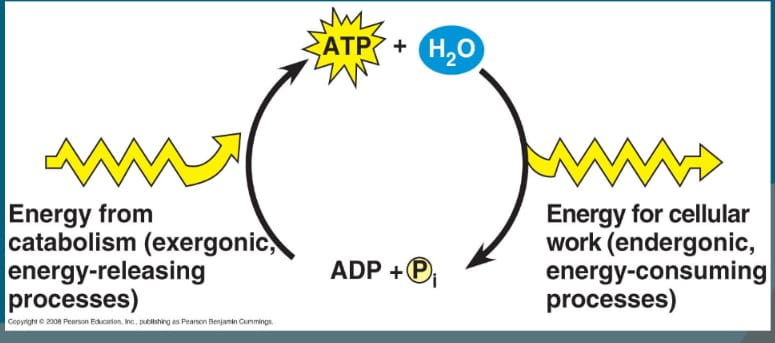 ATP + H₂O
Energy from
catabolism (exergonic,
energy-releasing
processes)
ADP + Pᵢ
Energy for cellular
work (endergonic,
energy-consuming
processes)
Copyright © 2008 Pearson Education, Inc., publishing as Pearson Benjamin Cummings.